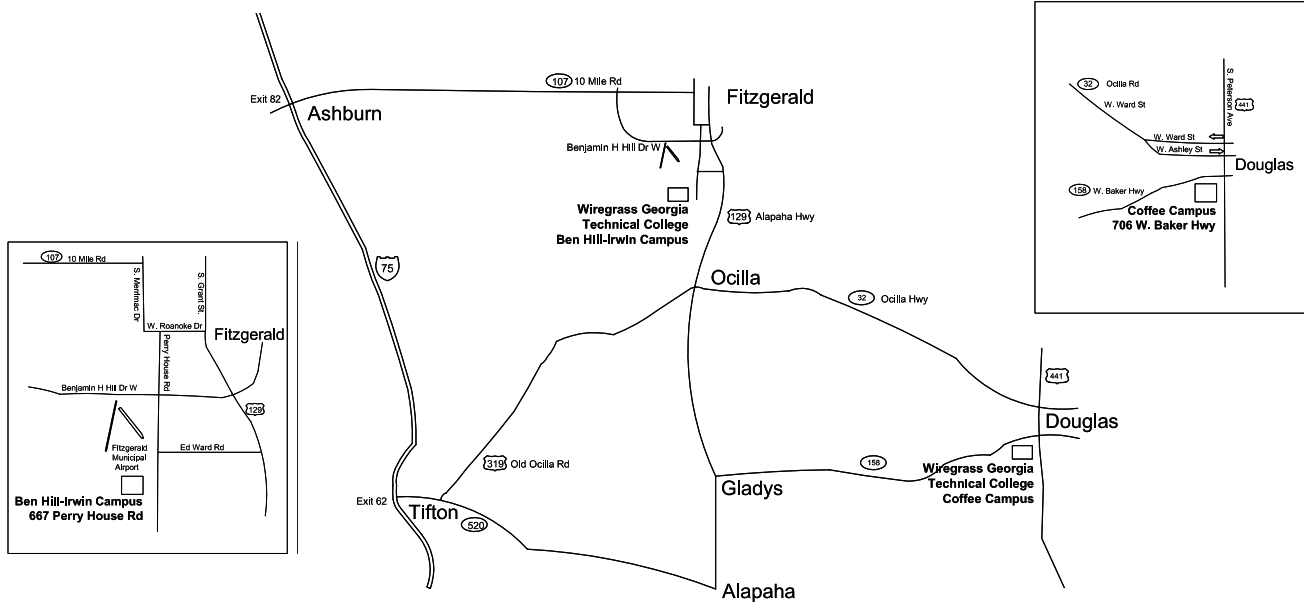 Exit 82
Ashburn
107 10 Mile Rd
Fitzgerald
Benjamin H Hill Dr W
Wiregrass Georgia
Technical College
Ben Hill-Irwin Campus
129 Alapaha Hwy
75
Ocilla
32 Ocilla Hwy
441
Douglas
Wiregrass Georgia
Technical College
Coffee Campus
158
319 Old Ocilla Rd
Gladys
Exit 62
Tifton
520
Alapaha
107 10 Mile Rd
S. Merrimac Dr
S. Grant St.
W. Roanoke Dr
Fitzgerald
Perry House Rd
Benjamin H Hill Dr W
129
Fitzgerald
Municipal
Airport
Ed Ward Rd
Ben Hill-Irwin Campus
667 Perry House Rd
32 Ocilla Rd
W. Ward St
S. Peterson Ave
441
W. Ward St
W. Ashley St
Douglas
158 W. Baker Hwy
Coffee Campus
706 W. Baker Hwy